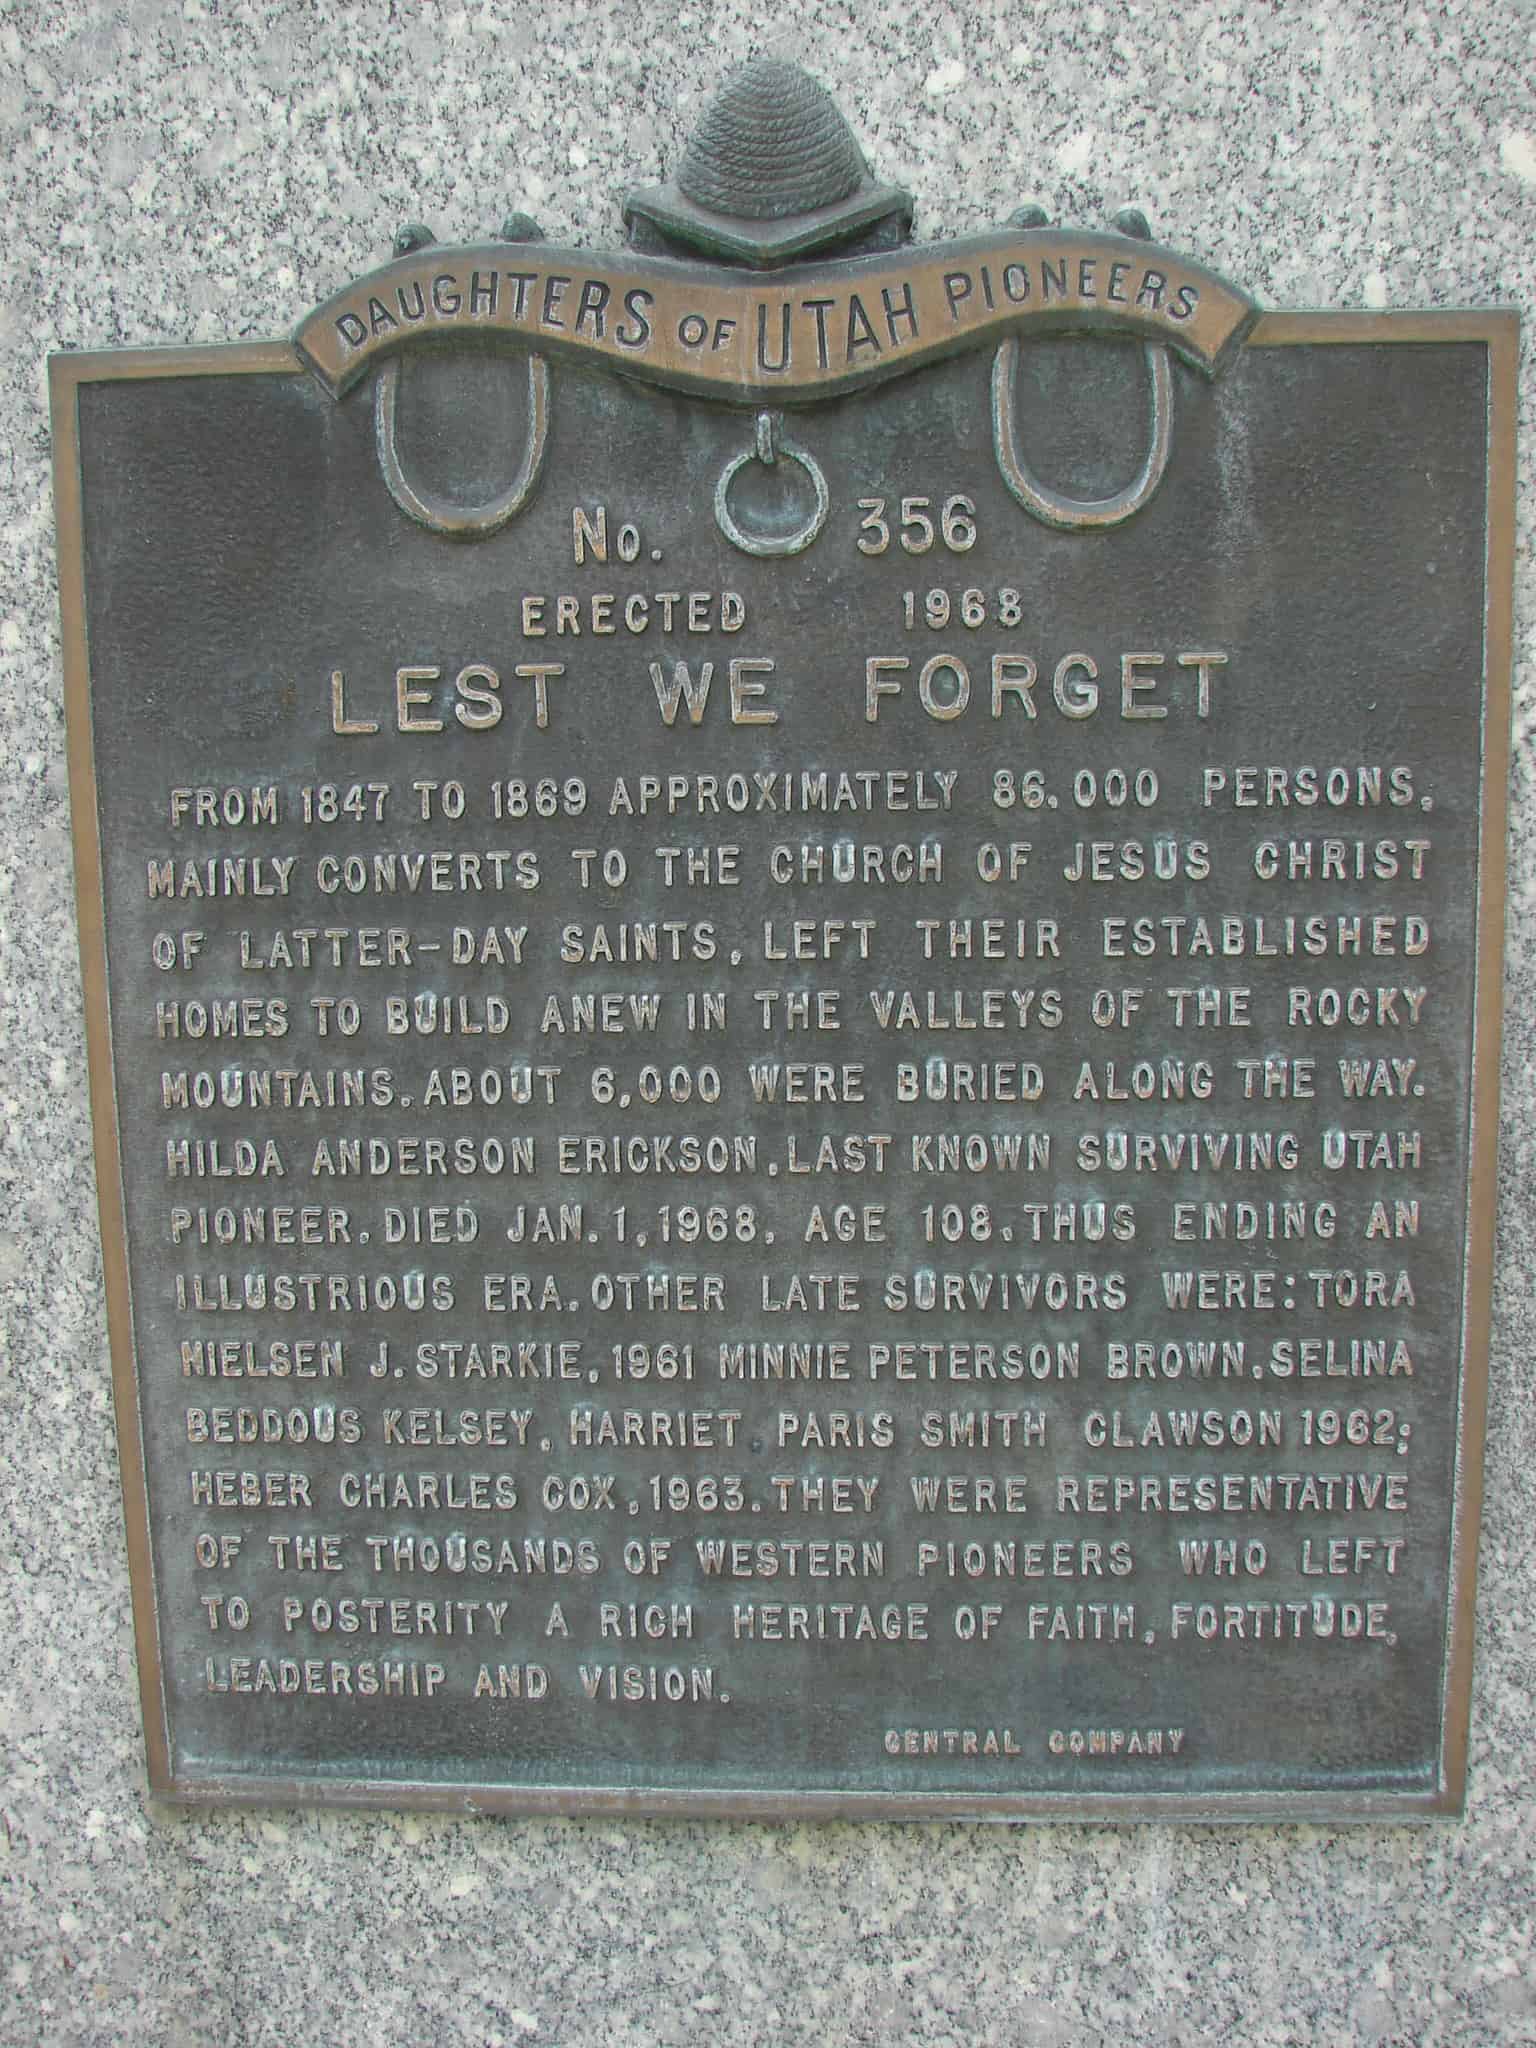 DAUGHTERS OF UTAH PIONEERS
No. 356
ERECTED 1968
LEST WE FORGET
FROM 1847 TO 1869 APPROXIMATELY 86.000 PERSONS,
MAINLY CONVERTS TO THE CHURCH OF JESUS CHRIST
OF LATTER-DAY SAINTS, LEFT THEIR ESTABLISHED
HOMES TO BUILD ANEW IN THE VALLEYS OF THE ROCKY
MOUNTAINS. ABOUT 6,000 WERE BURIED ALONG THE WAY.
HILDA ANDERSON ERICKSON, LAST KNOWN SURVIVING UTAH
PIONEER, DIED JAN. 1, 1968, AGE 108, THUS ENDING AN
ILLUSTRIOUS ERA. OTHER LATE SURVIVORS WERE: TORA
NIELSEN J. STARKIE, 1961 MINNIE PETERSON BROWN, SELINA
BEDDOUS KELSEY, HARRIET PARIS SMITH CLAWSON 1962;
HEBER CHARLES COX, 1963. THEY WERE REPRESENTATIVE
OF THE THOUSANDS OF WESTERN PIONEERS WHO LEFT
TO POSTERITY A RICH HERITAGE OF FAITH, FORTITUDE,
LEADERSHIP AND VISION.
CENTRAL COMPANY